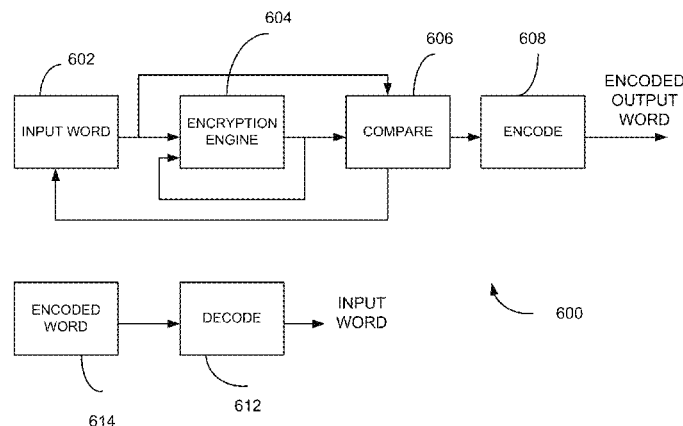 602
604
606
608
INPUT WORD
ENCRYPTION
ENGINE
COMPARE
ENCODE
ENCODED
OUTPUT
WORD
ENCODED
WORD
DECODE
INPUT
WORD
600
614
612